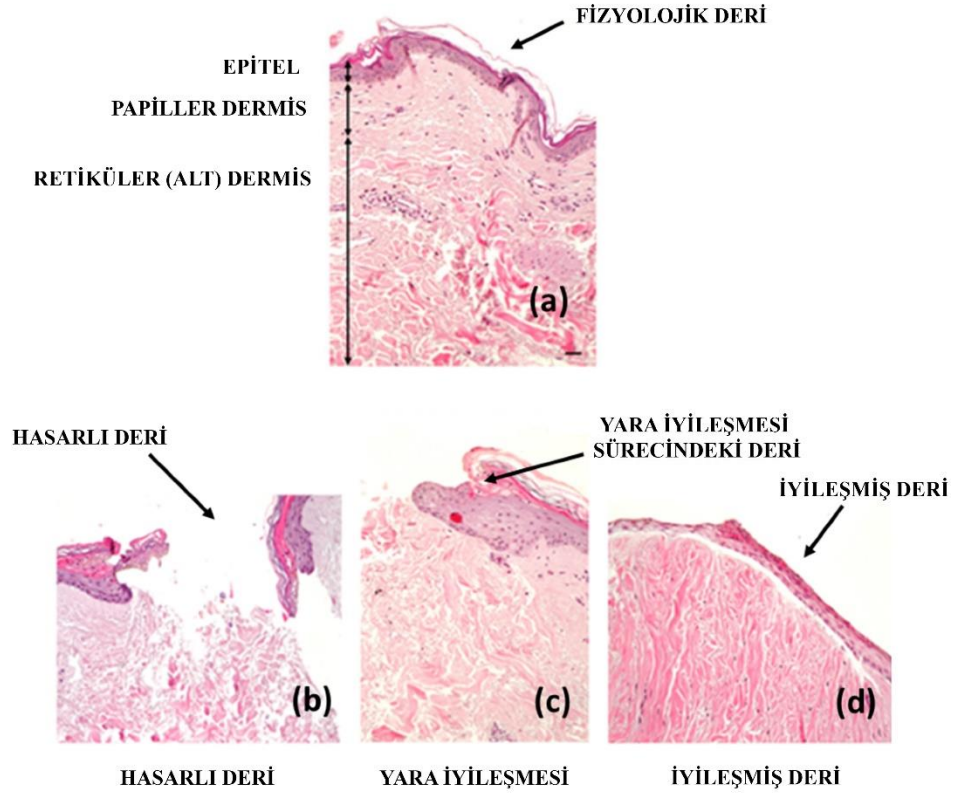 FİZYOLOJİK DERİ
EPİTEL
PAPİLLER DERMİS
RETİKÜLER (ALT) DERMİS
(a)
HASARLI DERİ
YARA İYİLEŞMESİ
SÜRECİNDEKİ DERİ
İYİLEŞMİŞ DERİ
(b)
(c)
(d)
HASARLI DERİ
YARA İYİLEŞMESİ
İYİLEŞMİŞ DERİ